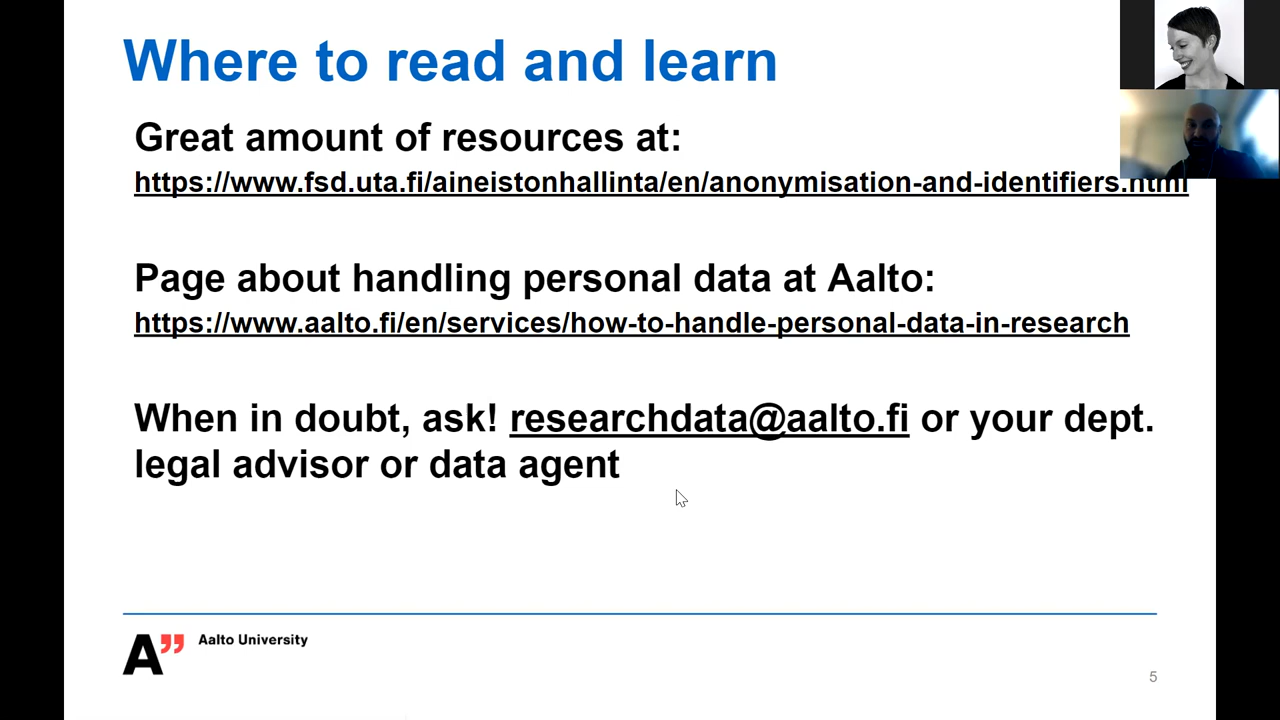 Where to read and learn
Great amount of resources at:
https://www.fsd.uta.fi/aineistonhallinta/en/anonymisation-and-identifiers.html
Page about handling personal data at Aalto:
https://www.aalto.fi/en/services/how-to-handle-personal-data-in-research
When in doubt, ask! researchdata@aalto.fi or your dept.
legal advisor or data agent
A”
Aalto University
5